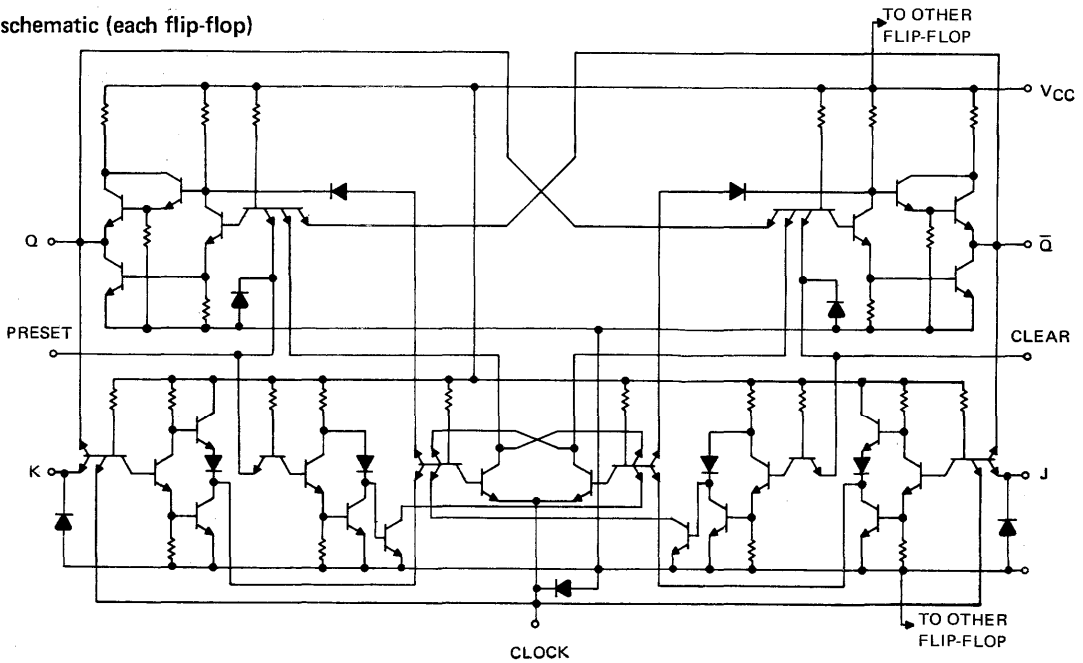 schematic (each flip-flop)
TO OTHER
FLIP-FLOP
VCC
Q
Q̅
PRESET
CLEAR
K
J
TO OTHER
FLIP-FLOP
CLOCK